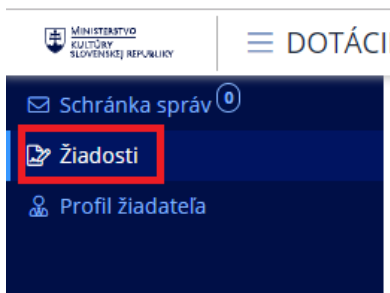 MINISTERSTVO
KULTÚRY
SLOVENSKEJ REPUBLIKY
DOTÁCI
Schránka správ 0
Žiadosti
Profil žiadateľa